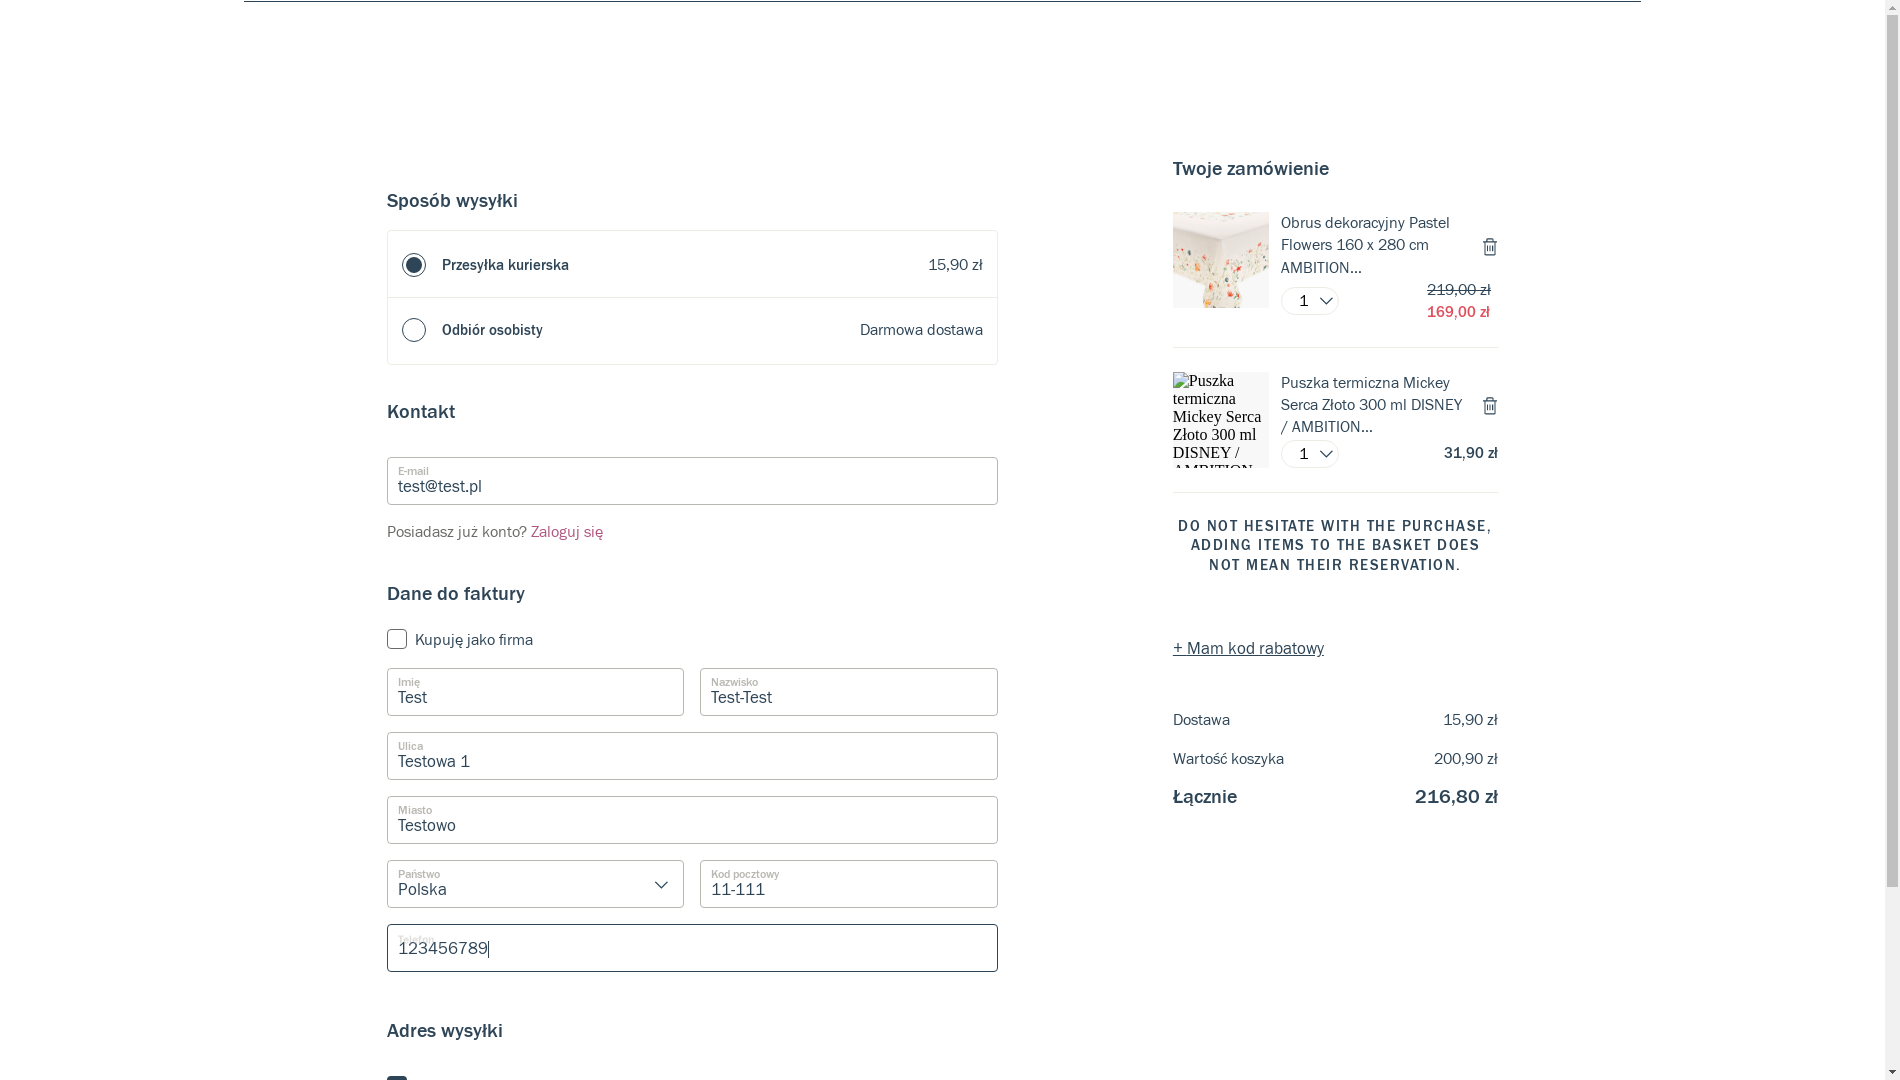 Sposób wysyłki
Przesyłka kurierska
15,90 zł
Odbiór osobisty
Darmowa dostawa
Kontakt
E-mail
test@test.pl
Posiadasz już konto? Zaloguj się
Dane do faktury
Kupuję jako firma
Imię
Test
Nazwisko
Test-Test
Ulica
Testowa 1
Miasto
Testowo
Państwo
Polska
Kod pocztowy
11-111
Telefon
123456789
Adres wysyłki
Twoje zamówienie
Obrus dekoracyjny Pastel
Flowers 160 x 280 cm
AMBITION...
1
219,00 zł
169,00 zł
Puszka
termiczna
Mickey Serca
Złoto 300 ml
DISNEY /
AMBITION
Puszka termiczna Mickey
Serca Złoto 300 ml DISNEY
/ AMBITION...
1
31,90 zł
DO NOT HESITATE WITH THE PURCHASE,
ADDING ITEMS TO THE BASKET DOES
NOT MEAN THEIR RESERVATION.
+ Mam kod rabatowy
Dostawa
15,90 zł
Wartość koszyka
200,90 zł
Łącznie
216,80 zł